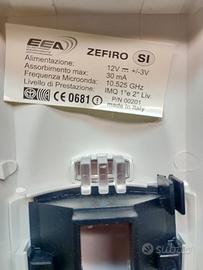 EEA
ZEFIRO SI
Alimentazione: 12V +/-3V
Assorbimento max: 30 mA
Frequenza Microonda: 10.525 GHz
Livello di Prestazione: IMQ 1° e 2° Liv.
CE 0681 P/N 00201
made in Italy
Subito